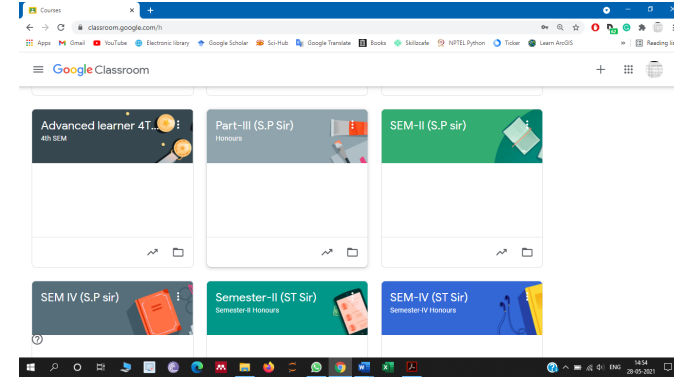 Courses
classroom.google.com/h
Apps Gmail YouTube Electronic library Google Scholar Sci-Hub Google Translate Books Skillzcafe NPTEL Python Ticker Learn ArcGIS » Reading lis
Google Classroom
Advanced learner 4T...
4th SEM
Part-III (S.P Sir)
Honours
SEM-II (S.P sir)
SEM IV (S.P sir)
Semester-II (ST Sir)
Semester-II Honours
SEM-IV (ST Sir)
Semester-IV Honours
ENG
14:54
28-05-2021